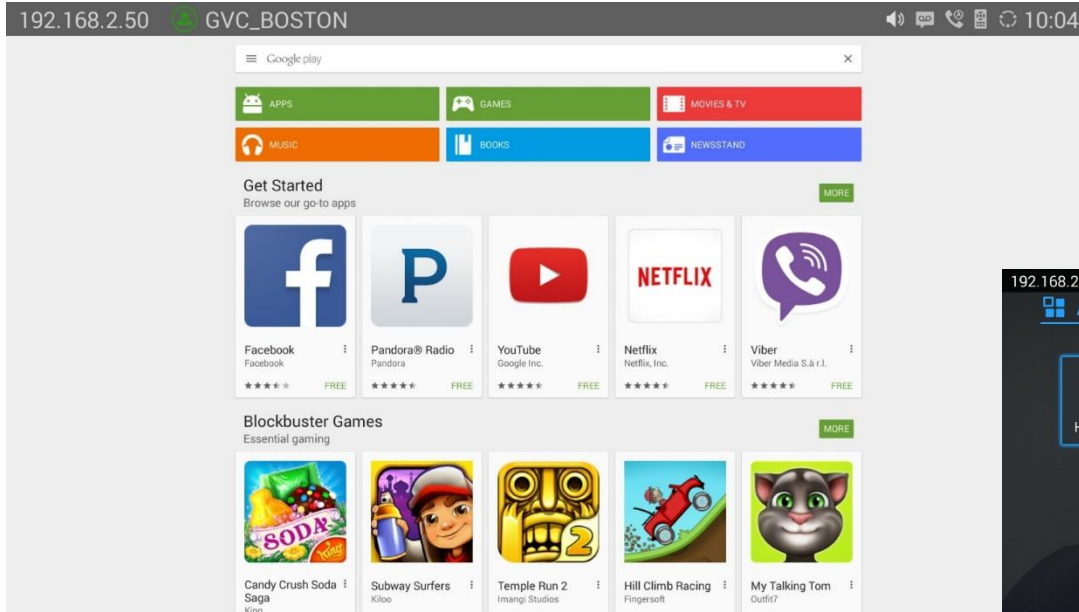 192.168.2.50 GVC_BOSTON 10:04
Google play
APPS GAMES MOVIES & TV
MUSIC BOOKS NEWSSTAND
Get Started MORE
Browse our go-to apps
f P NETFLIX
Facebook Pandora® Radio YouTube Netflix Viber
Facebook Pandora Google Inc. Netflix, Inc. Viber Media S.à r.l.
FREE FREE FREE FREE FREE
Blockbuster Games MORE
Essential gaming
SODA King 2
Candy Crush Soda Saga Subway Surfers Temple Run 2 Hill Climb Racing My Talking Tom
King Kiloo Imangi Studios Fingersoft Outfit7
192.168.2
H